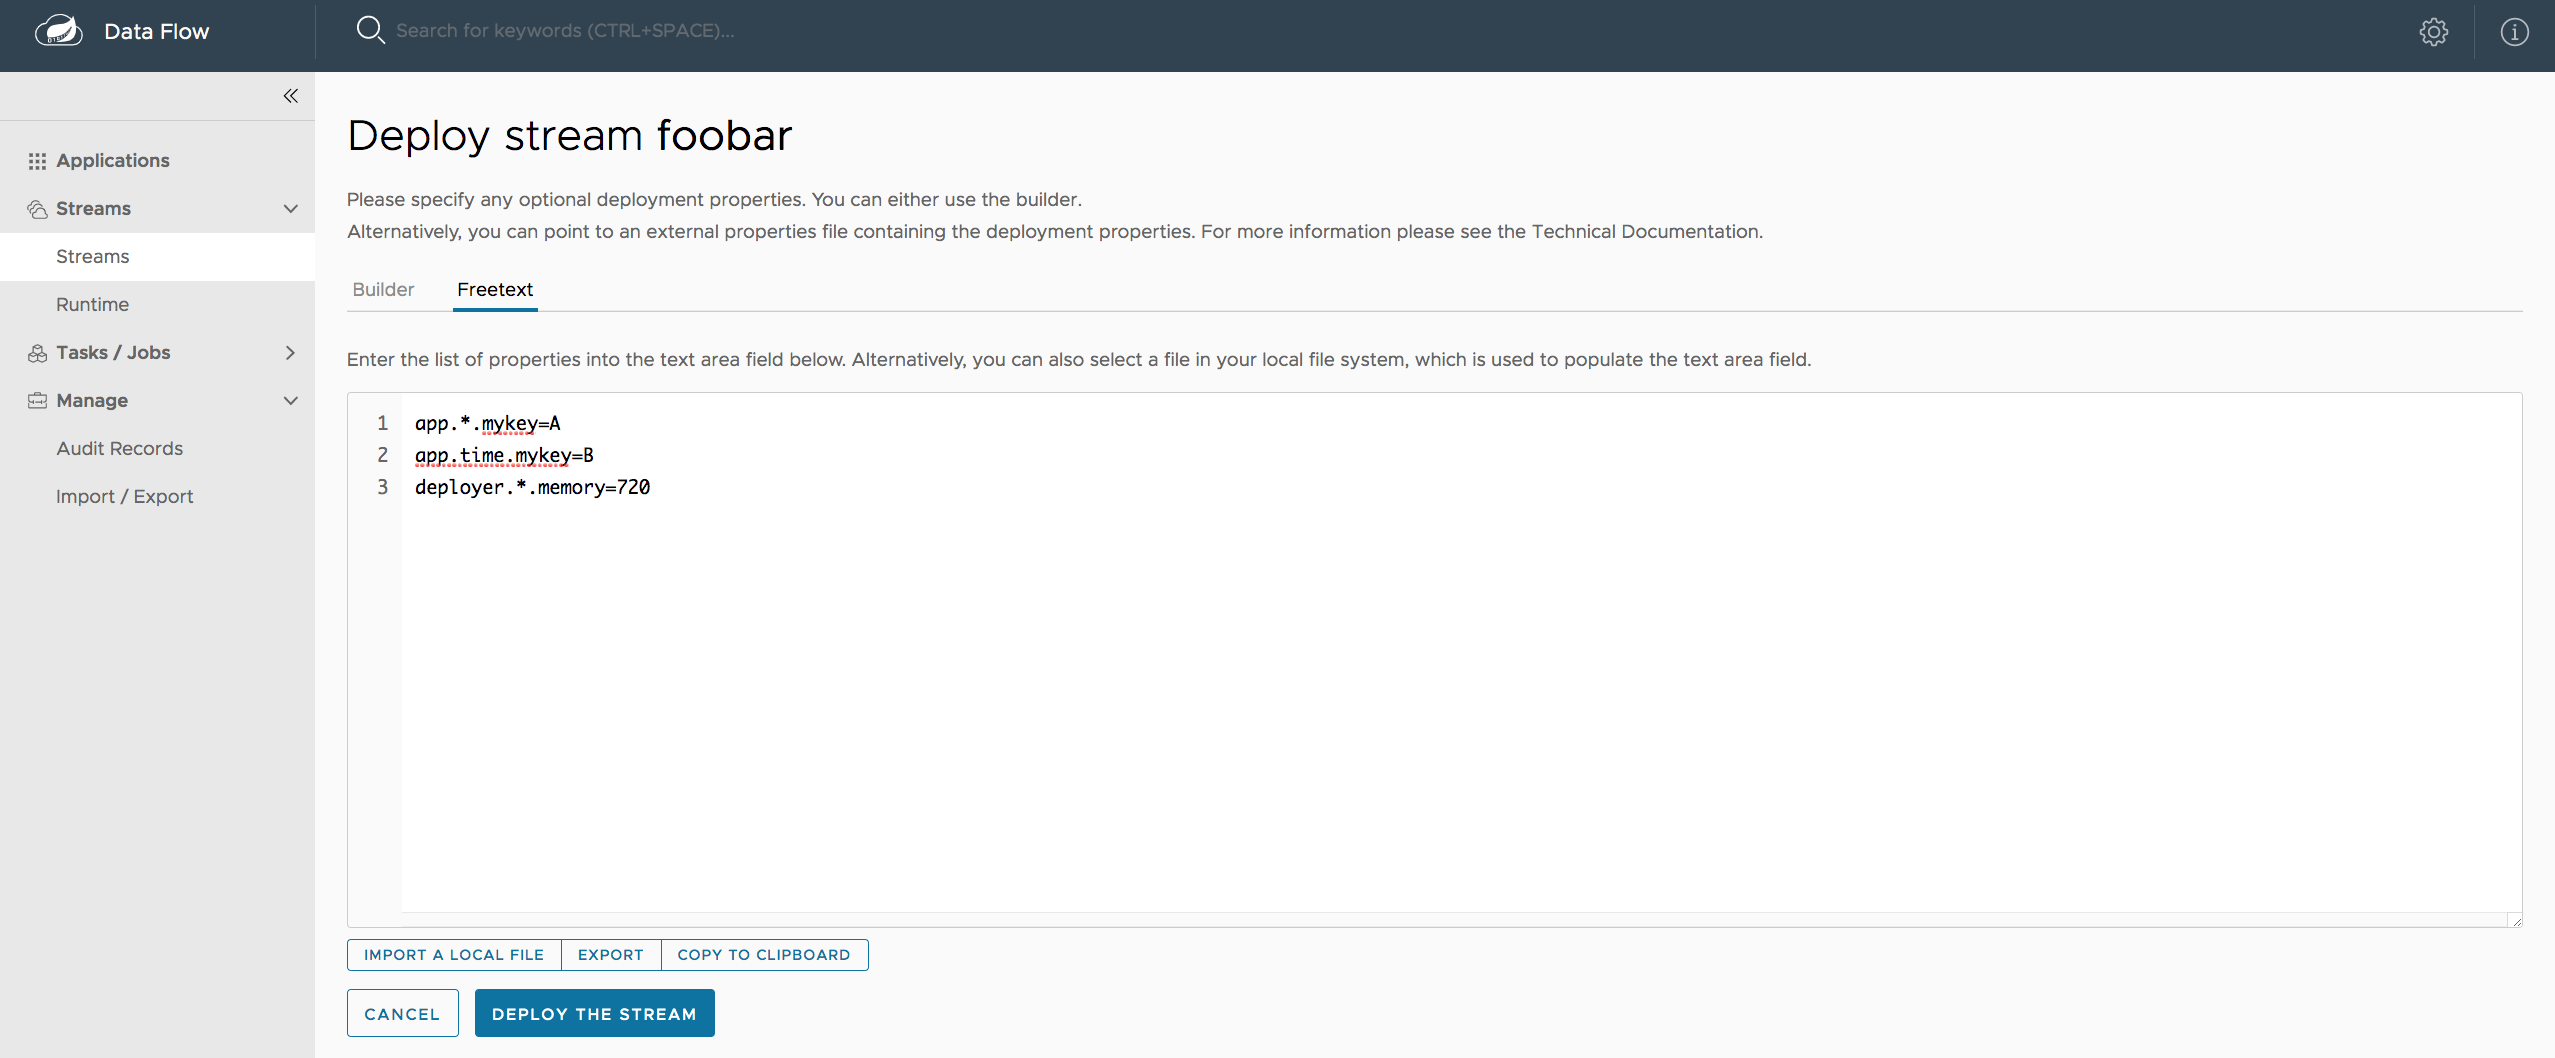 Data Flow
Search for keywords (CTRL+SPACE)...
Applications
Streams
Streams
Runtime
Tasks / Jobs
Manage
Audit Records
Import / Export
Deploy stream foobar
Please specify any optional deployment properties. You can either use the builder.
Alternatively, you can point to an external properties file containing the deployment properties. For more information please see the Technical Documentation.
Builder Freetext
Enter the list of properties into the text area field below. Alternatively, you can also select a file in your local file system, which is used to populate the text area field.
1 app.*.mykey=A
2 app.time.mykey=B
3 deployer.*.memory=720
IMPORT A LOCAL FILE EXPORT COPY TO CLIPBOARD
CANCEL DEPLOY THE STREAM